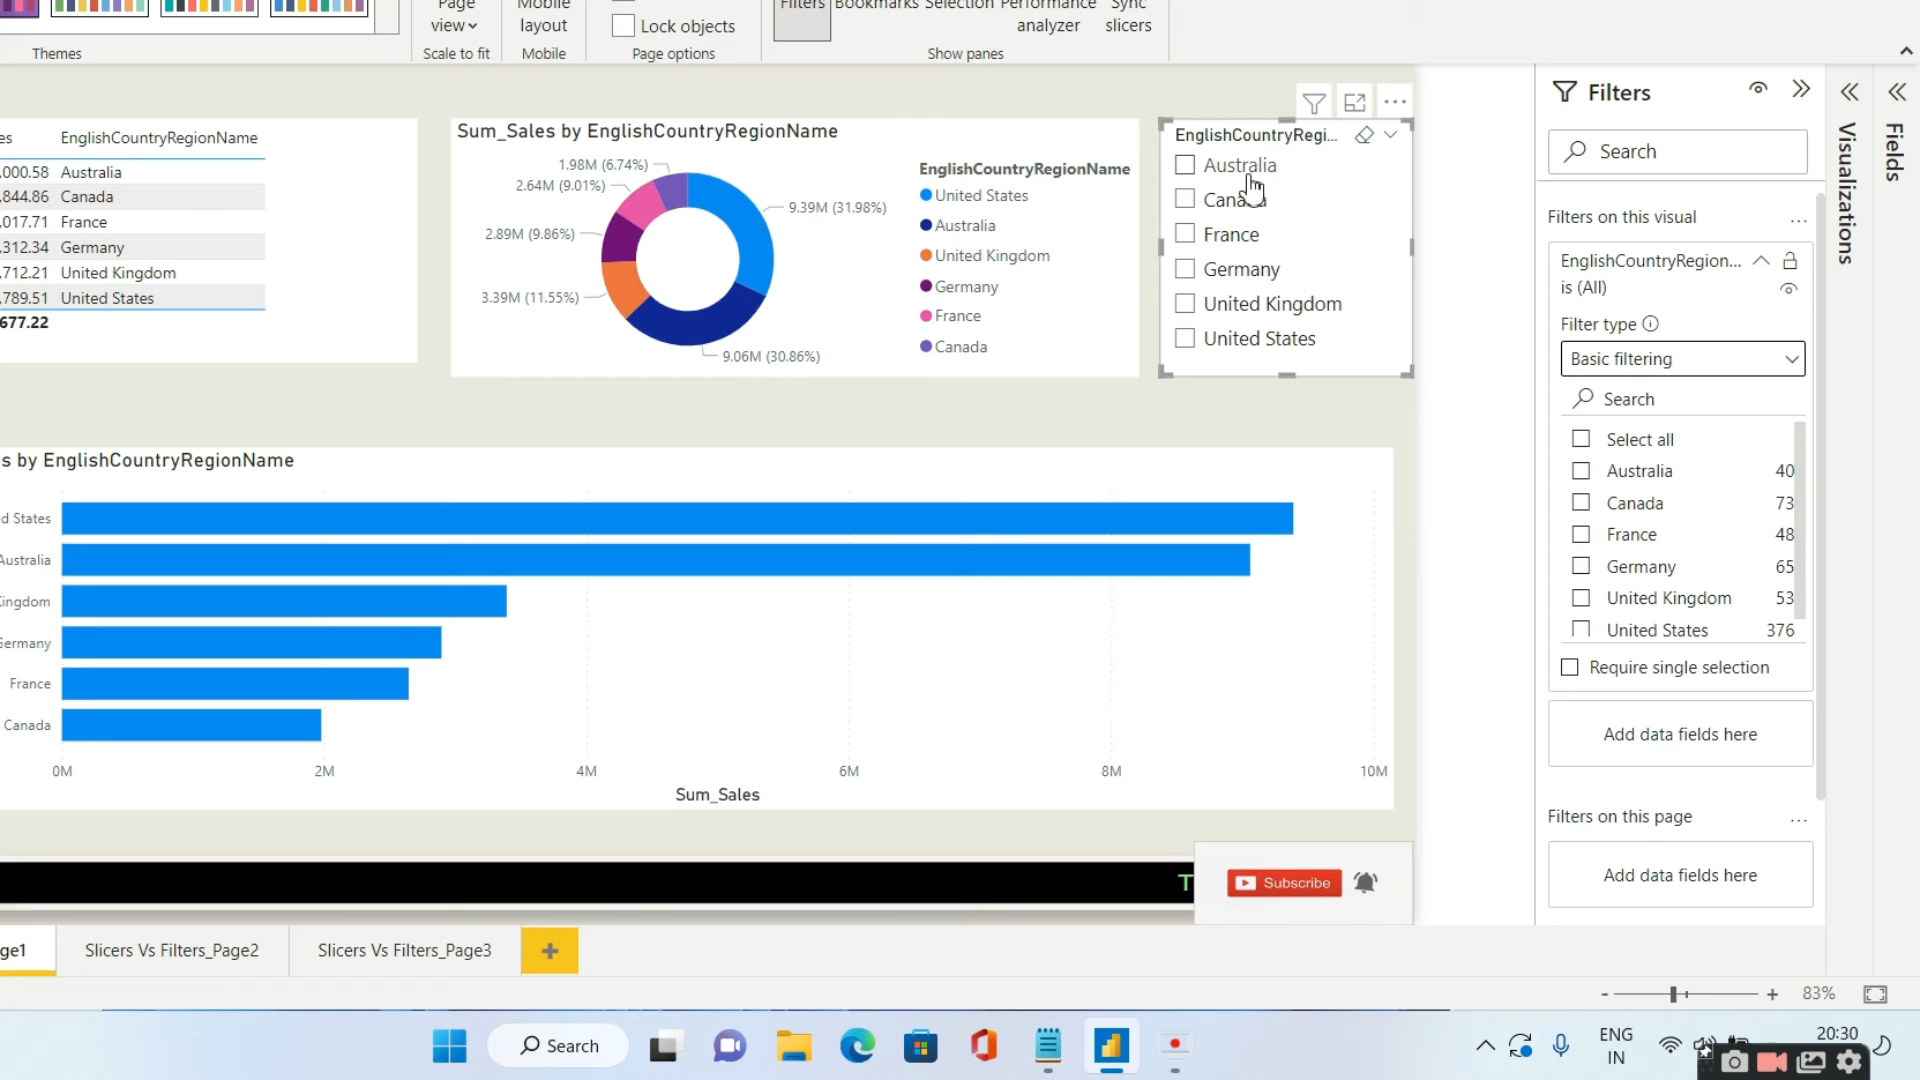 Page
view
Mobile
layout
Lock objects
Filters
Bookmarks
Selection
Performance
analyzer
Sync
slicers
Themes
Scale to fit
Mobile
Page options
Show panes
es EnglishCountryRegionName
,000.58 Australia
,844.86 Canada
,017.71 France
,312.34 Germany
,712.21 United Kingdom
,789.51 United States
677.22
Sum_Sales by EnglishCountryRegionName
1.98M (6.74%)
2.64M (9.01%)
2.89M (9.86%)
3.39M (11.55%)
9.39M (31.98%)
9.06M (30.86%)
EnglishCountryRegionName
United States
Australia
United Kingdom
Germany
France
Canada
EnglishCountryRegi...
Australia
Canada
France
Germany
United Kingdom
United States
s by EnglishCountryRegionName
d States
Australia
Kingdom
Germany
France
Canada
0M 2M 4M 6M 8M 10M
Sum_Sales
T
Subscribe
Filters
Search
Filters on this visual
...
EnglishCountryRegion...
is (All)
Filter type
Basic filtering
Search
Select all
Australia 40
Canada 73
France 48
Germany 65
United Kingdom 53
United States 376
Require single selection
Add data fields here
Filters on this page
...
Add data fields here
Visualizations
Fields
ge1
Slicers Vs Filters_Page2
Slicers Vs Filters_Page3
+
- + 83%
Search
ENG
IN
20:30